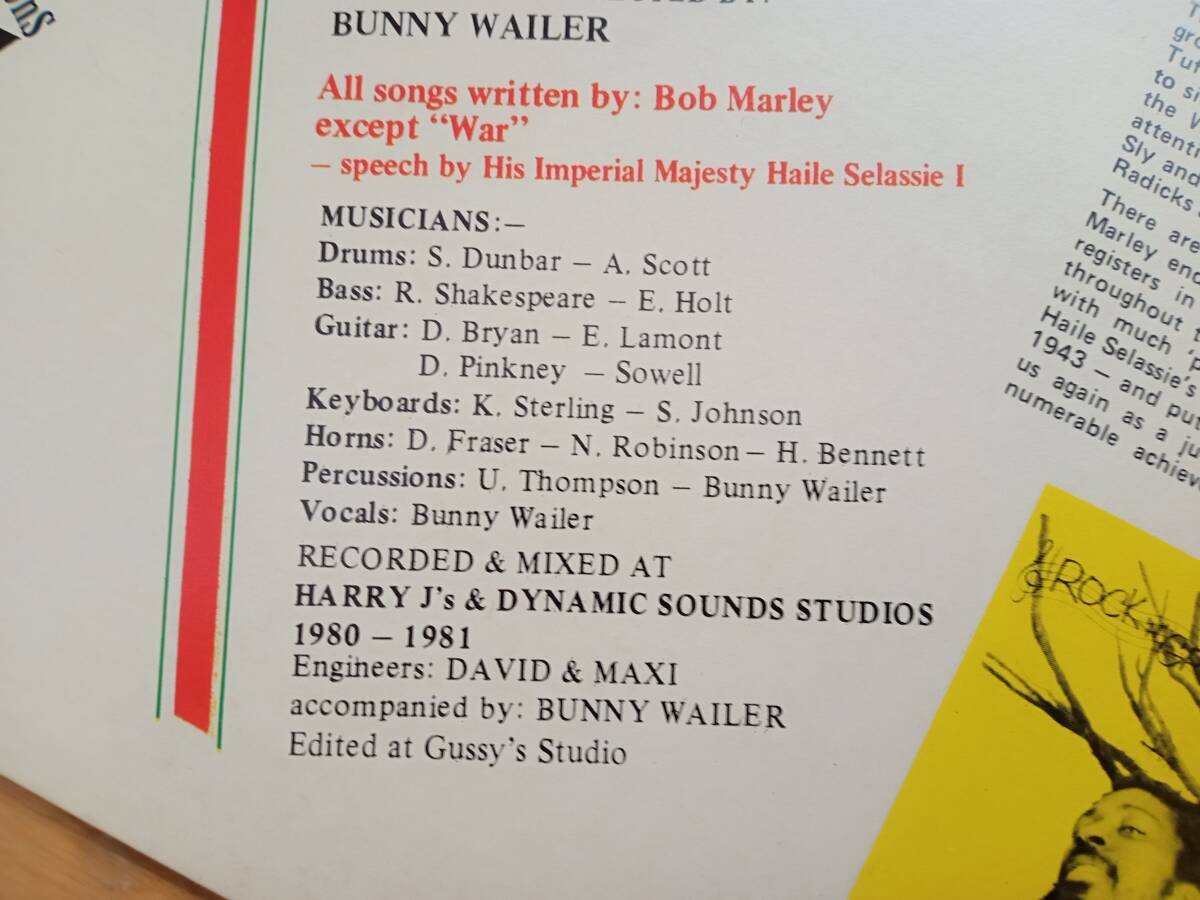 BUNNY WAILER
All songs written by: Bob Marley
except “War”
– speech by His Imperial Majesty Haile Selassie I
MUSICIANS:–
Drums: S. Dunbar – A. Scott
Bass: R. Shakespeare – E. Holt
Guitar: D. Bryan – E. Lamont
D. Pinkney – Sowell
Keyboards: K. Sterling – S. Johnson
Horns: D. Fraser – N. Robinson – H. Bennett
Percussions: U. Thompson – Bunny Wailer
Vocals: Bunny Wailer
RECORDED & MIXED AT
HARRY J's & DYNAMIC SOUNDS STUDIOS
1980 – 1981
Engineers: DAVID & MAXI
accompanied by: BUNNY WAILER
Edited at Gussy's Studio
to
the
Sly and
Radicks
There are
Marley
registers in
throughout
with much
Haile Selassie's
1943 – and put
us again as a
numerable
ROCK